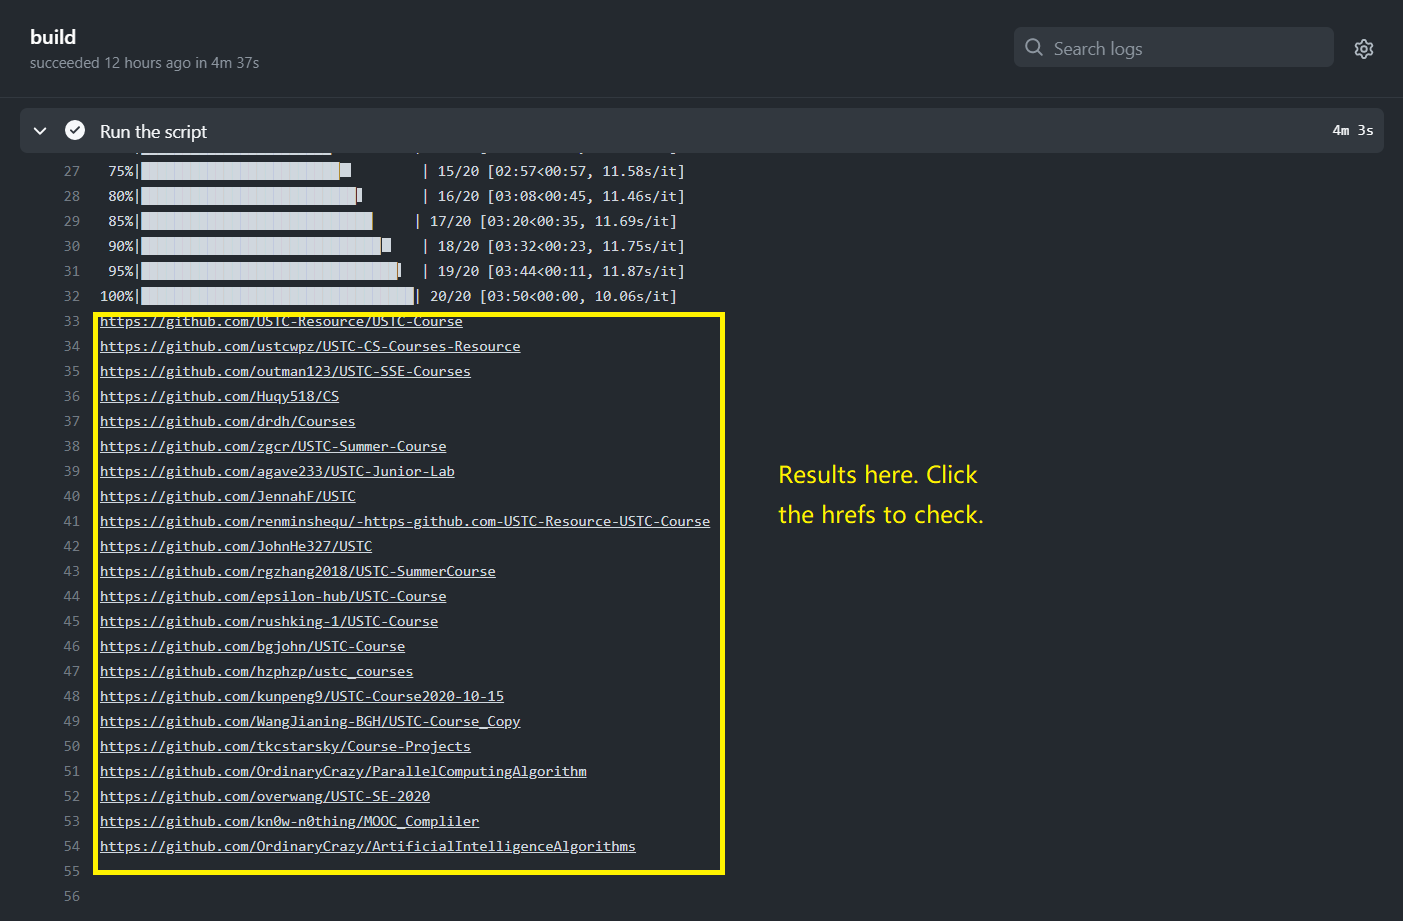 build
succeeded 12 hours ago in 4m 37s
Search logs
Run the script
4m 3s
27 75%| | 15/20 [02:57<00:57, 11.58s/it]
28 80%| | 16/20 [03:08<00:45, 11.46s/it]
29 85%| | 17/20 [03:20<00:35, 11.69s/it]
30 90%| | 18/20 [03:32<00:23, 11.75s/it]
31 95%| | 19/20 [03:44<00:11, 11.87s/it]
32 100%| | 20/20 [03:50<00:00, 10.06s/it]
33 https://github.com/USTC-Resource/USTC-Course
34 https://github.com/ustcwpz/USTC-CS-Courses-Resource
35 https://github.com/outman123/USTC-SSE-Courses
36 https://github.com/Huqy518/CS
37 https://github.com/drdh/Courses
38 https://github.com/zgcr/USTC-Summer-Course
39 https://github.com/agave233/USTC-Junior-Lab
40 https://github.com/JennahF/USTC
41 https://github.com/renminshequ/-https-github.com-USTC-Resource-USTC-Course
42 https://github.com/JohnHe327/USTC
43 https://github.com/rgzhang2018/USTC-SummerCourse
44 https://github.com/epsilon-hub/USTC-Course
45 https://github.com/rushking-1/USTC-Course
46 https://github.com/bgjohn/USTC-Course
47 https://github.com/hzphzp/ustc_courses
48 https://github.com/kunpeng9/USTC-Course2020-10-15
49 https://github.com/WangJianing-BGH/USTC-Course_Copy
50 https://github.com/tkcstarsky/Course-Projects
51 https://github.com/OrdinaryCrazy/ParallelComputingAlgorithm
52 https://github.com/overwang/USTC-SE-2020
53 https://github.com/kn0w-n0thing/MOOC_Compliler
54 https://github.com/OrdinaryCrazy/ArtificialIntelligenceAlgorithms
55
56
Results here. Click
the hrefs to check.